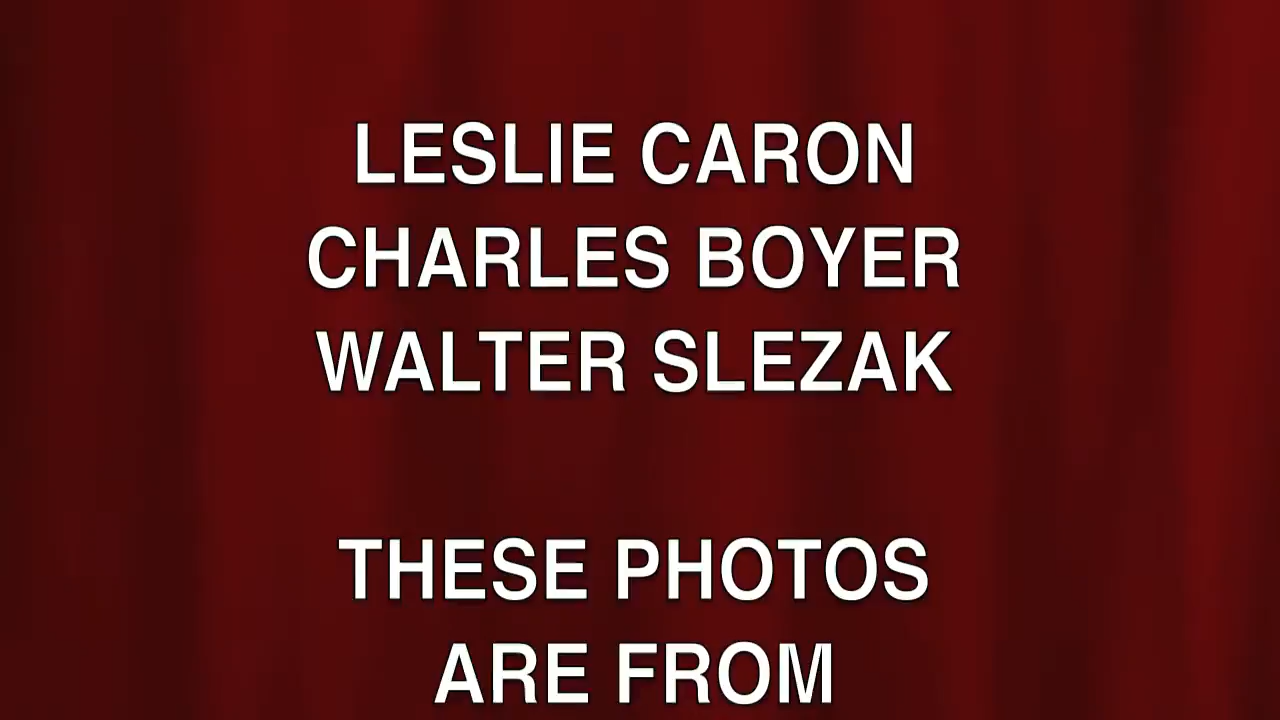 LESLIE CARON
CHARLES BOYER
WALTER SLEZAK
THESE PHOTOS
ARE FROM